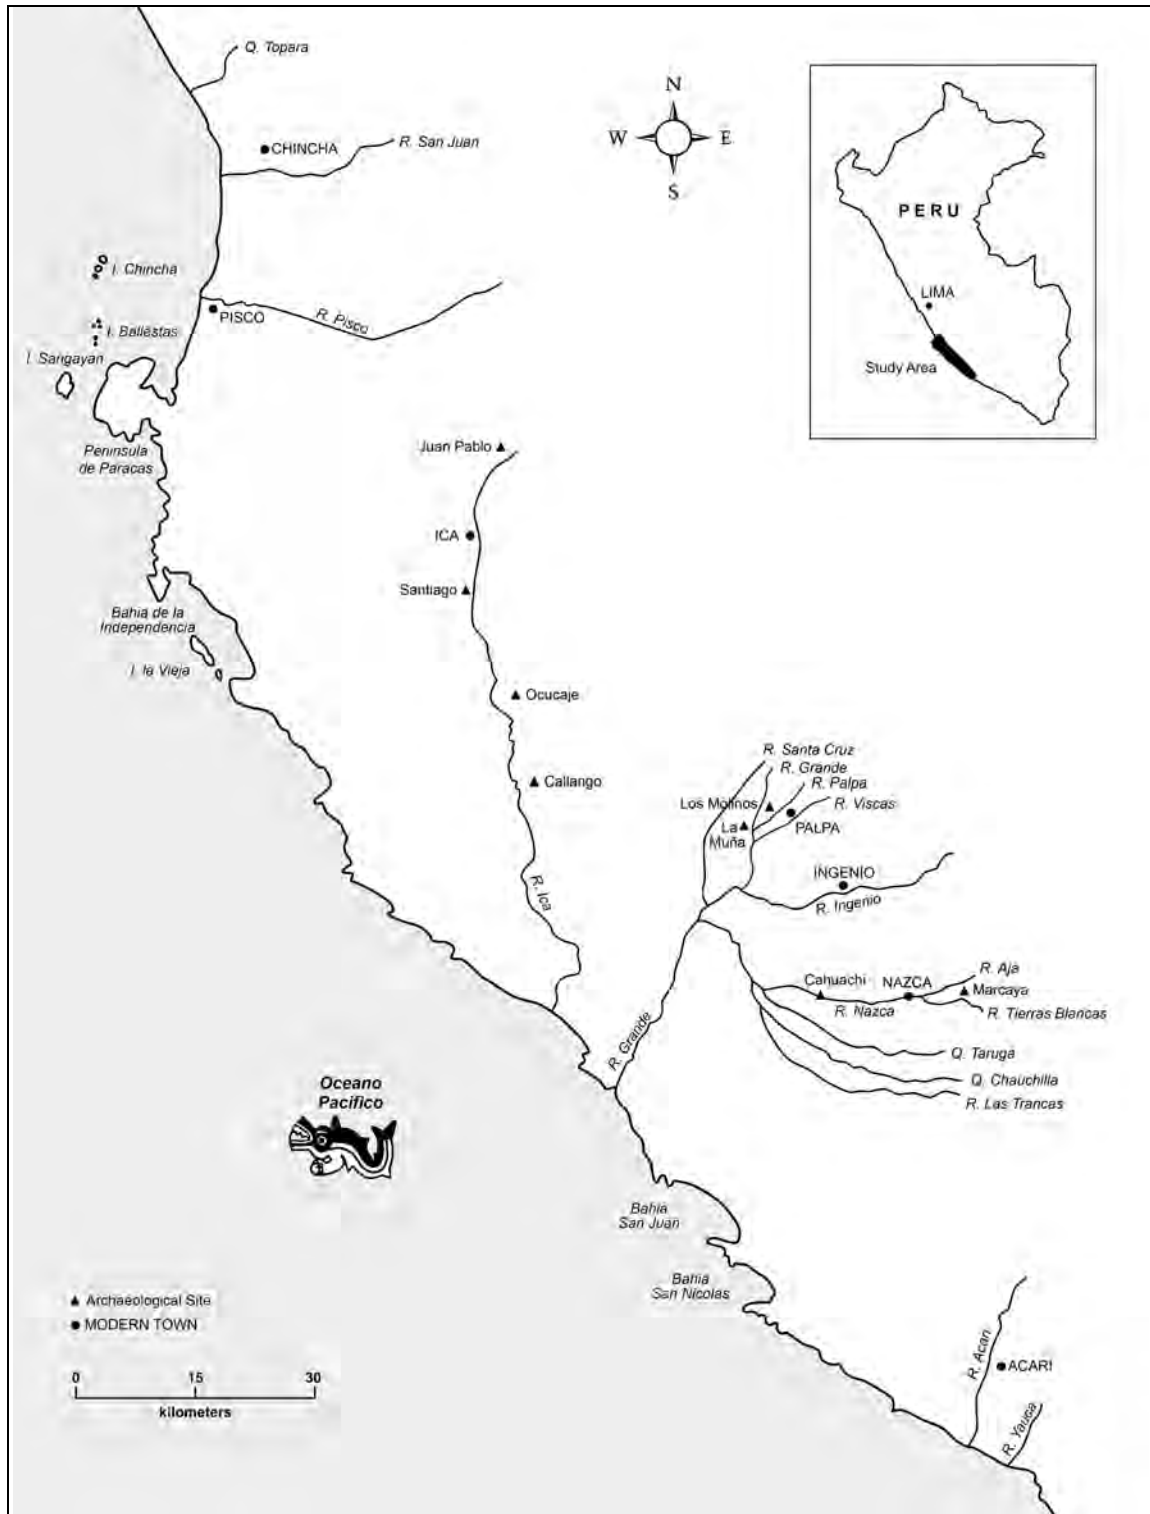 Q. Topara
CHINCHA
R. San Juan
N
W
E
S
PERU
LIMA
Study Area
I. Chincha
PISCO
R. Pisco
I. Ballestas
I. Sangayan
Peninsula
de Paracas
Juan Pablo
ICA
Santiago
Bahia de la
Independencia
I. la Vieja
Ocucaje
Callango
R. Ica
R. Santa Cruz
R. Grande
R. Palpa
R. Viscas
Los Molinos
La
Muña
PALPA
INGENIO
R. Ingenio
R. Aja
Cahuachi
NAZCA
Marcaya
R. Nazca
R. Tierras Blancas
R. Grande
Q. Taruga
Q. Chauchilla
R. Las Trancas
Oceano
Pacifico
Bahia
San Juan
Bahia
San Nicolas
Archaeological Site
MODERN TOWN
0 15 30
kilometers
R. Acari
ACARI
R. Yauca